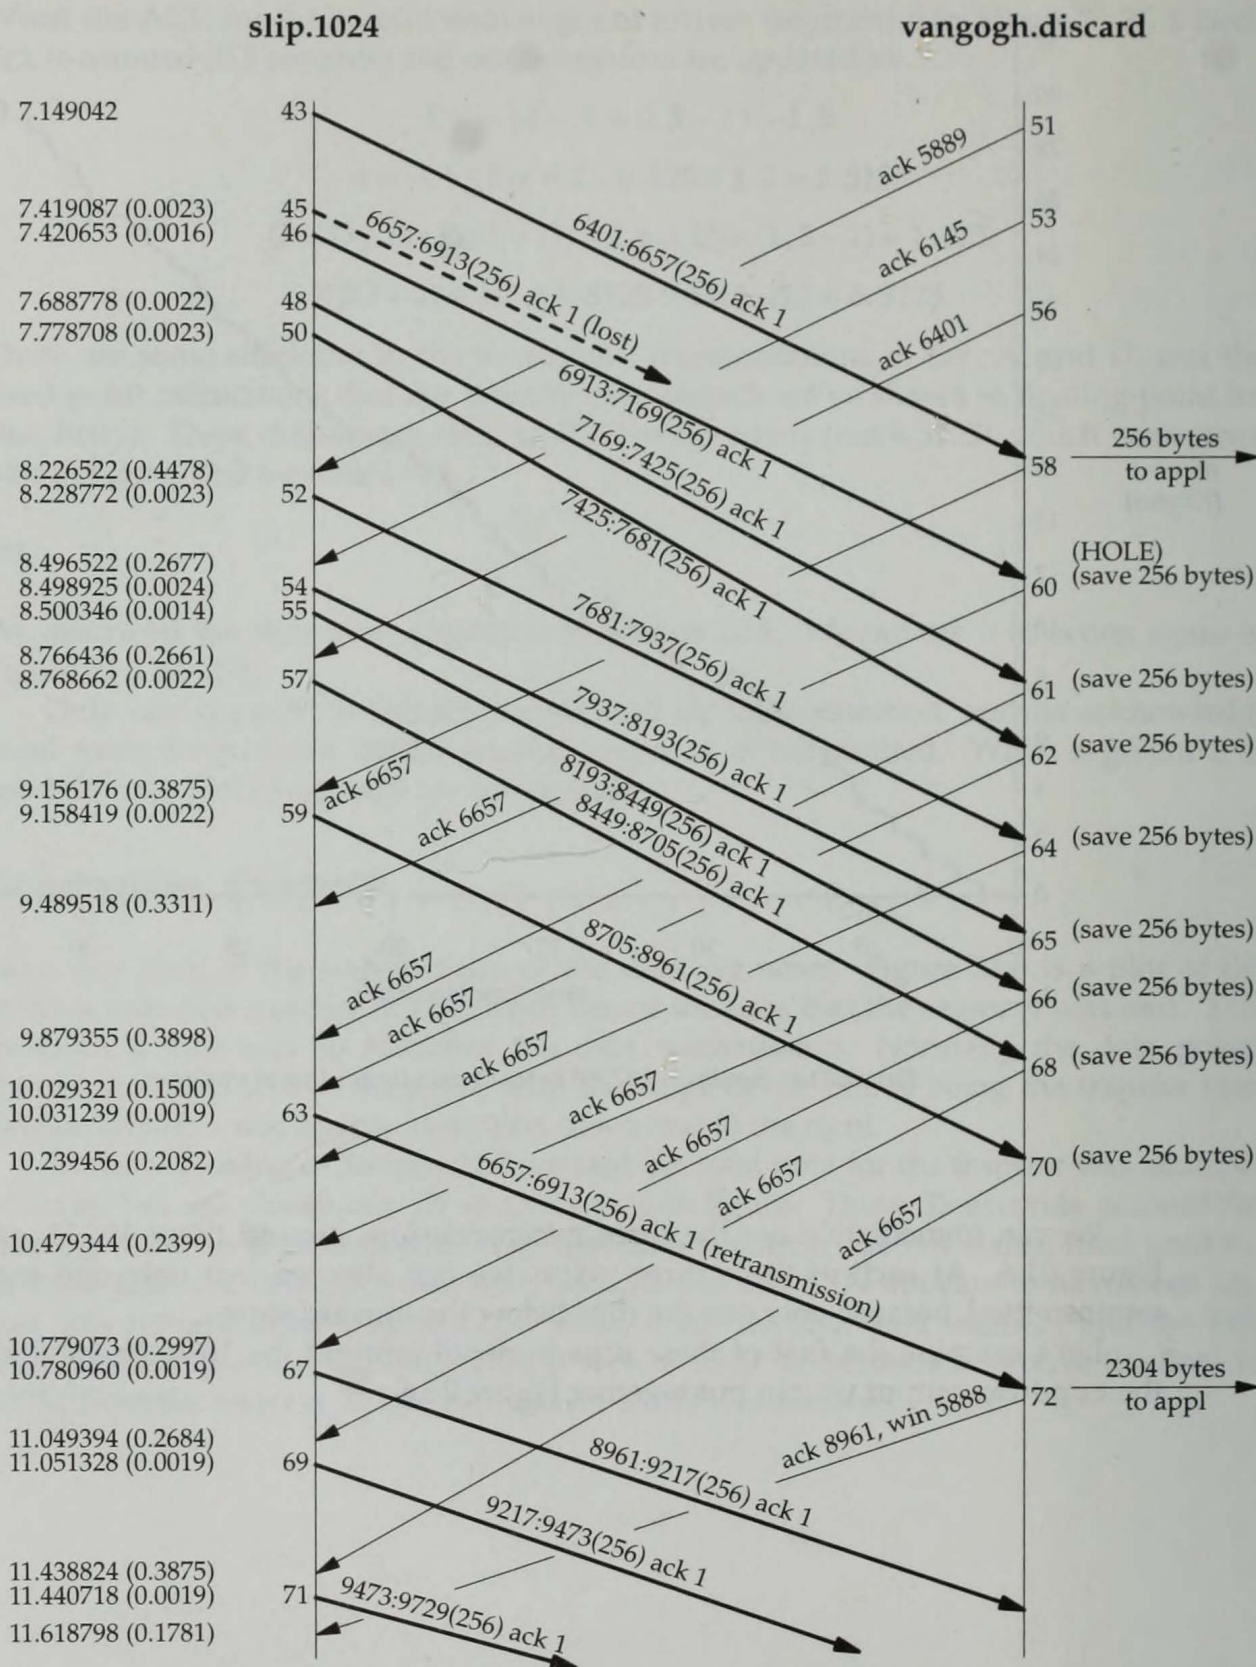 slip.1024
vangogh.discard
7.149042
43
51
ack 5889
7.419087 (0.0023)
45
53
7.420653 (0.0016)
46
6657:6913(256) ack 1 (lost)
6401:6657(256) ack 1
ack 6145
7.688778 (0.0022)
48
56
7.778708 (0.0023)
50
ack 6401
6913:7169(256) ack 1
7169:7425(256) ack 1
256 bytes
to appl
58
8.226522 (0.4478)
8.228772 (0.0023)
52
7425:7681(256) ack 1
8.496522 (0.2677)
(HOLE)
8.498925 (0.0024)
54
60
(save 256 bytes)
8.500346 (0.0014)
55
7681:7937(256) ack 1
8.766436 (0.2661)
8.768662 (0.0022)
57
61
(save 256 bytes)
7937:8193(256) ack 1
62
(save 256 bytes)
9.156176 (0.3875)
ack 6657
9.158419 (0.0022)
59
ack 6657
8193:8449(256) ack 1
8449:8705(256) ack 1
64
(save 256 bytes)
9.489518 (0.3311)
65
(save 256 bytes)
8705:8961(256) ack 1
ack 6657
66
(save 256 bytes)
9.879355 (0.3898)
ack 6657
68
(save 256 bytes)
10.029321 (0.1500)
ack 6657
10.031239 (0.0019)
63
ack 6657
10.239456 (0.2082)
ack 6657
70
(save 256 bytes)
6657:6913(256) ack 1 (retransmission)
ack 6657
10.479344 (0.2399)
ack 6657
10.779073 (0.2997)
10.780960 (0.0019)
67
72
2304 bytes
to appl
11.049394 (0.2684)
ack 8961, win 5888
11.051328 (0.0019)
69
8961:9217(256) ack 1
9217:9473(256) ack 1
11.438824 (0.3875)
11.440718 (0.0019)
71
9473:9729(256) ack 1
11.618798 (0.1781)